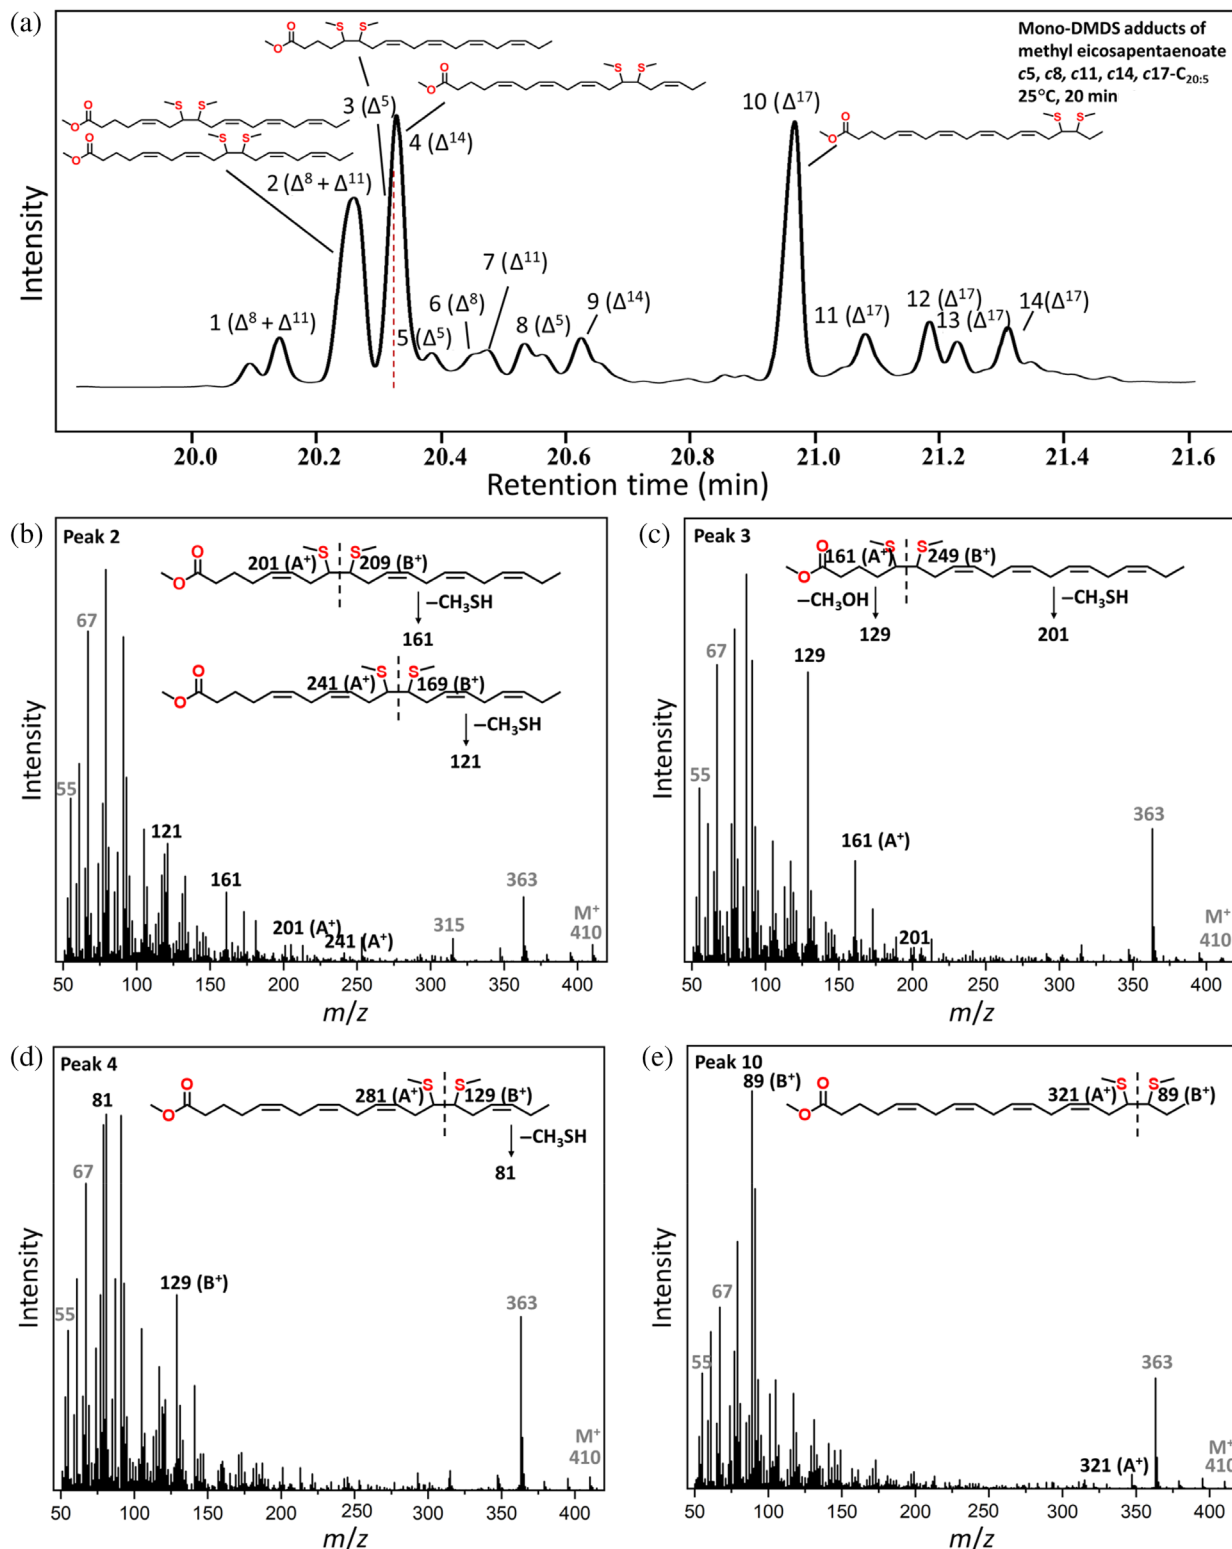 (a)
Mono-DMDS adducts of
methyl eicosapentaenoate
c5, c8, c11, c14, c17-C20:5
25°C, 20 min
O
O
S
S
O
O
S
S
O
O
S
S
O
O
S
S
O
O
S
S
3 (Δ⁵)
4 (Δ¹⁴)
10 (Δ¹⁷)
2 (Δ⁸ + Δ¹¹)
7 (Δ¹¹)
6 (Δ⁸)
9 (Δ¹⁴)
1 (Δ⁸ + Δ¹¹)
5 (Δ⁵)
8 (Δ⁵)
11 (Δ¹⁷)
12 (Δ¹⁷)
13 (Δ¹⁷)
14(Δ¹⁷)
Intensity
20.0 20.2 20.4 20.6 20.8 21.0 21.2 21.4 21.6
Retention time (min)
(b)
Peak 2
O
O
S
S
201 (A⁺)
209 (B⁺)
−CH₃SH
161
O
O
S
S
241 (A⁺)
169 (B⁺)
−CH₃SH
121
67
55
121
161
201 (A⁺)
241 (A⁺)
315
363
M⁺
410
Intensity
50 100 150 200 250 300 350 400
m/z
(c)
Peak 3
O
O
S
S
161 (A⁺)
249 (B⁺)
−CH₃OH
129
−CH₃SH
201
67
55
129
161 (A⁺)
201
363
M⁺
410
Intensity
50 100 150 200 250 300 350 400
m/z
(d)
Peak 4
O
O
S
S
281 (A⁺)
129 (B⁺)
−CH₃SH
81
81
67
55
129 (B⁺)
363
M⁺
410
Intensity
50 100 150 200 250 300 350 400
m/z
(e)
Peak 10
89 (B⁺)
O
O
S
S
321 (A⁺)
89 (B⁺)
67
55
321 (A⁺)
363
M⁺
410
Intensity
50 100 150 200 250 300 350 400
m/z